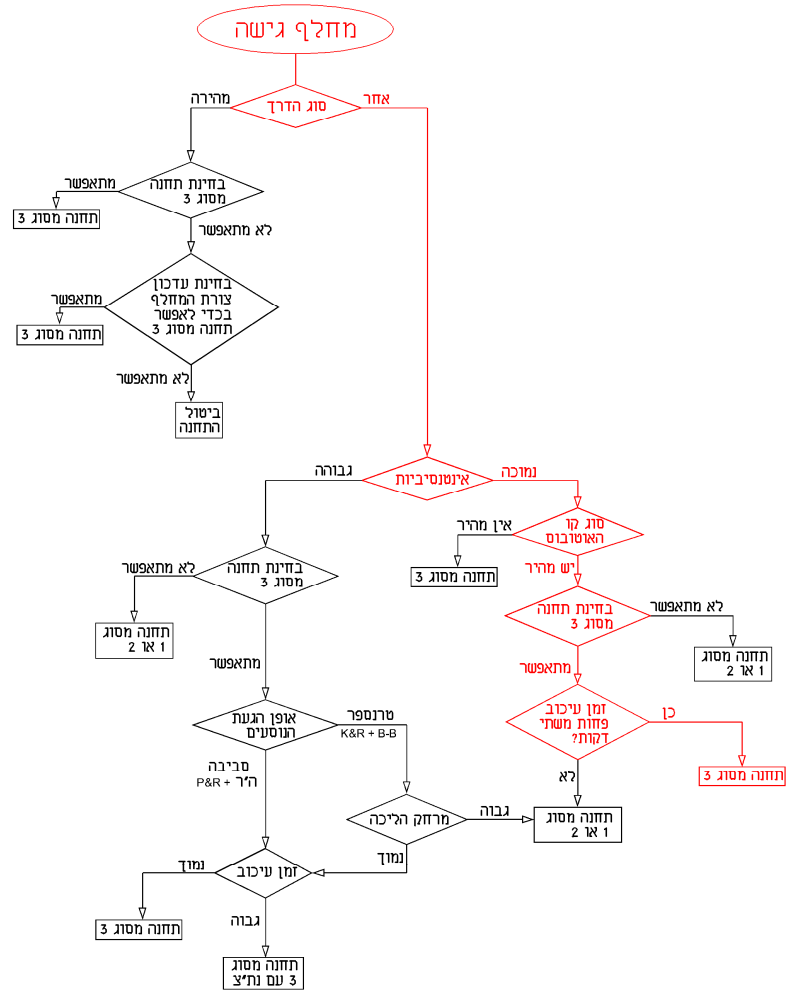 מחלף גישה
סוג הדרך
מהירה
אחר
בחינת תחנה
מסוג 3
מתאפשר
תחנה מסוג 3
לא מתאפשר
בחינת עדכון
צורת המחלף
בכדי לאפשר
תחנה מסוג 3
מתאפשר
תחנה מסוג 3
לא מתאפשר
ביטול
התחנה
אינטנסיביות
גבוהה
נמוכה
סוג קו
האוטובוס
אין מהיר
תחנה מסוג 3
יש מהיר
בחינת תחנה
מסוג 3
לא מתאפשר
תחנה מסוג
1 או 2
מתאפשר
זמן עיכוב
פחות משתי
דקות?
כן
תחנה מסוג 3
לא
תחנה מסוג
1 או 2
בחינת תחנה
מסוג 3
לא מתאפשר
תחנה מסוג
1 או 2
מתאפשר
אופן הגעת
הנוסעים
טרנספר
K&R + B-B
סביבה
ה״ר + P&R
מרחק הליכה
גבוה
נמוך
זמן עיכוב
נמוך
תחנה מסוג 3
גבוה
תחנה מסוג
3 עם נת״צ